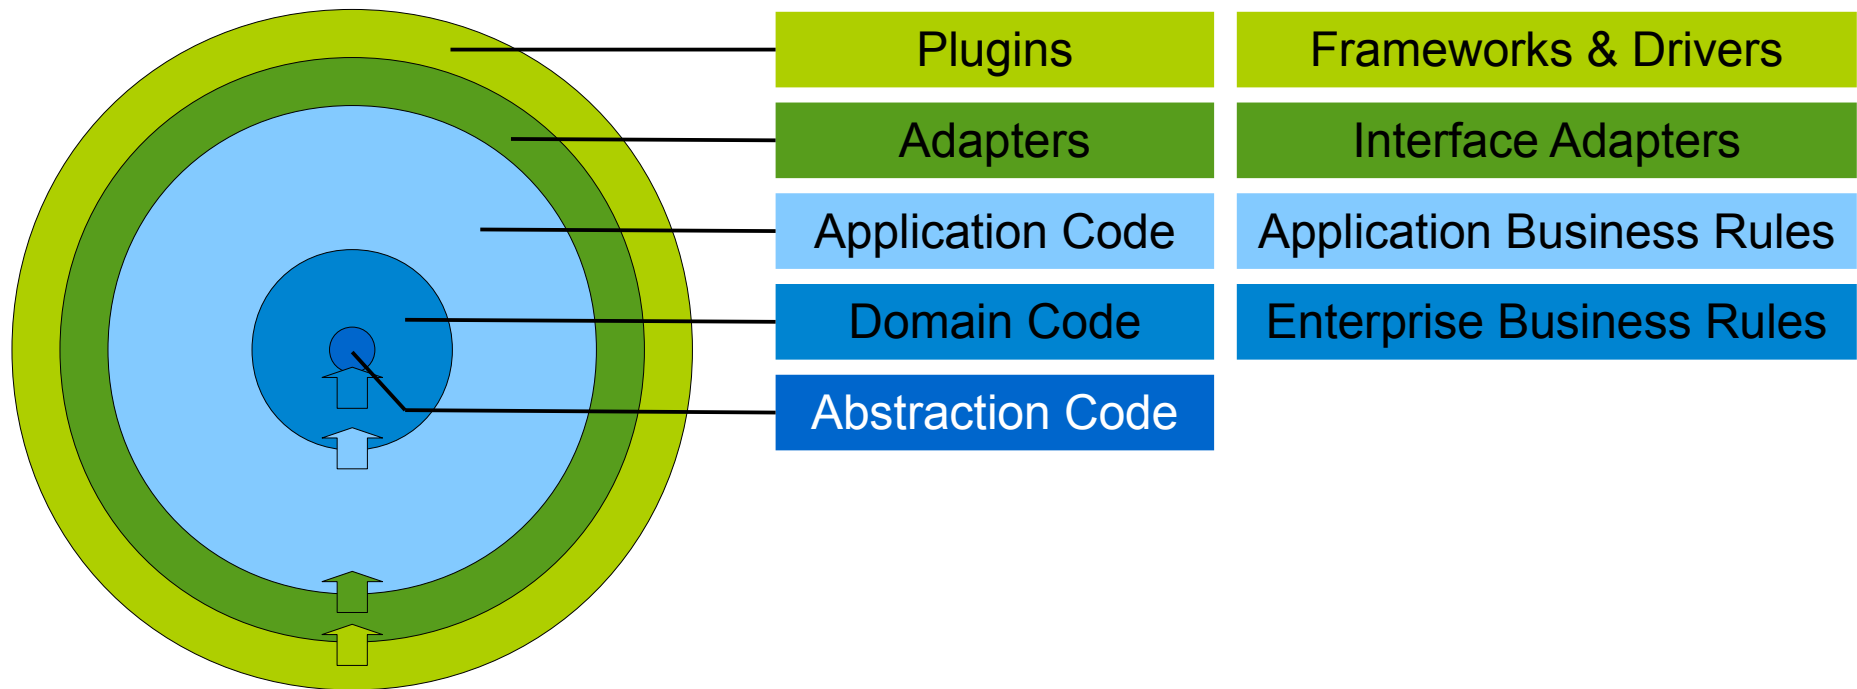 Plugins
Frameworks & Drivers
Adapters
Interface Adapters
Application Code
Application Business Rules
Domain Code
Enterprise Business Rules
Abstraction Code